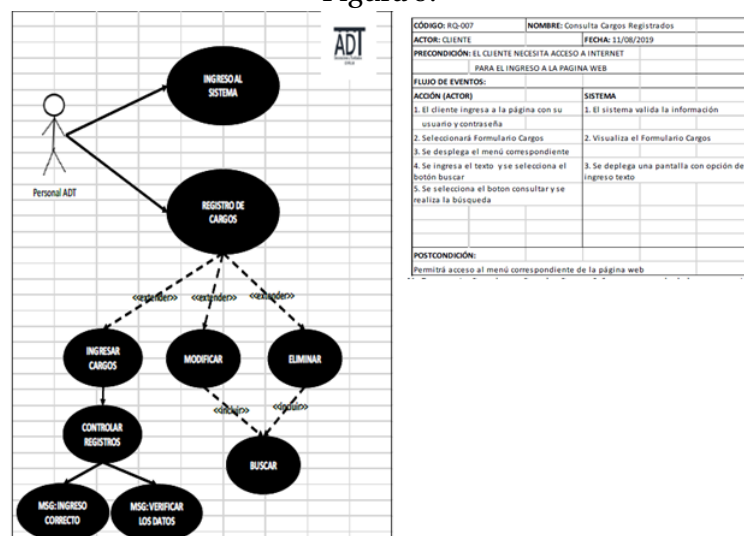 Figura 6.
ADT
INGRESO AL
SISTEMA
Personal ADT
REGISTRO DE
CARGOS
<<extender>>
<<extender>>
<<extender>>
INGRESAR
CARGOS
MODIFICAR
ELIMINAR
<<incluir>>
<<incluir>>
CONTROLAR
REGISTROS
BUSCAR
MSG: INGRESO
CORRECTO
MSG: VERIFICAR
LOS DATOS
CÓDIGO: RQ-007 NOMBRE: Consulta Cargos Registrados
ACTOR: CLIENTE FECHA: 11/08/2019
PRECONDICIÓN: EL CLIENTE NECESITA ACCESO A INTERNET
PARA EL INGRESO A LA PAGINA WEB
FLUJO DE EVENTOS:
ACCIÓN (ACTOR) SISTEMA
1. El cliente ingresa a la página con su
usuario y contraseña
1. El sistema valida la información
2. Seleccionará Formulario Cargos 2. Visualiza el Formulario Cargos
3. Se desplega el menú correspondiente
4. Se ingresa el texto y se selecciona el
botón buscar
3. Se deplega una pantalla con opción de
ingreso texto
5. Se selecciona el boton consultar y se
realiza la búsqueda
POSTCONDICIÓN:
Permitrá acceso al menú correspondiente de la página web